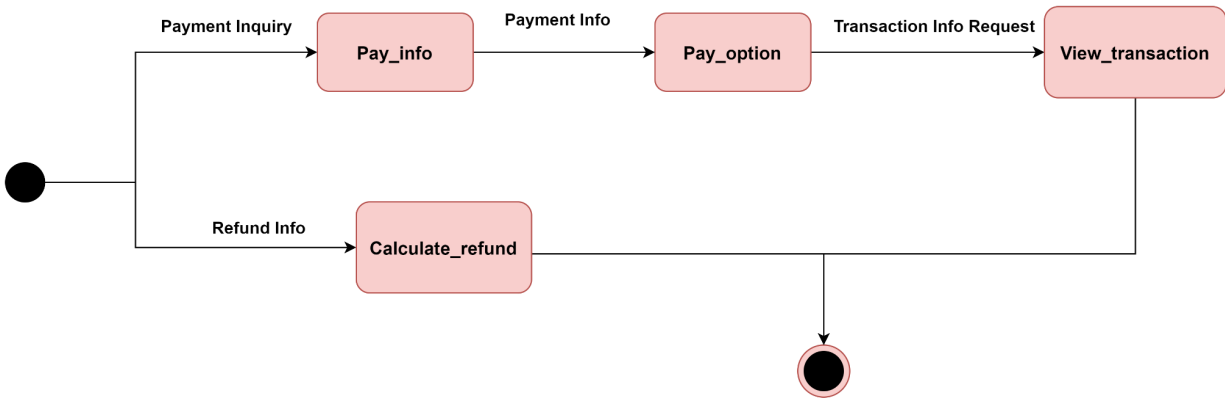 Payment Inquiry
Pay_info
Payment Info
Pay_option
Transaction Info Request
View_transaction
Refund Info
Calculate_refund